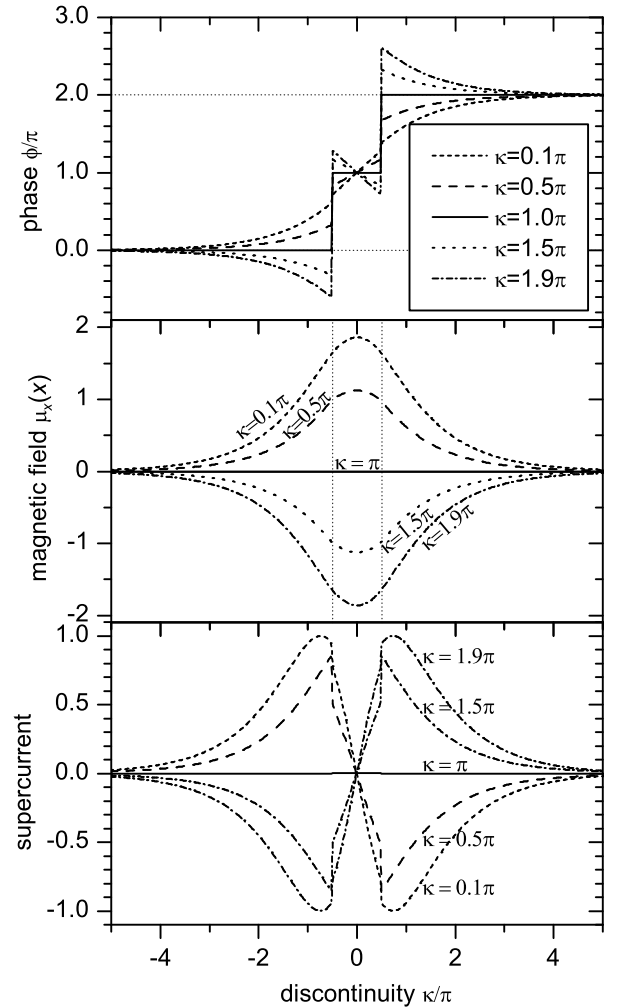 3.0
2.0
1.0
0.0
phase ϕ/π
κ=0.1π
κ=0.5π
κ=1.0π
κ=1.5π
κ=1.9π
2
1
0
-1
-2
magnetic field μₓ(x)
κ=0.1π
κ=0.5π
κ = π
κ=1.5π
κ=1.9π
1.0
0.5
0.0
-0.5
-1.0
supercurrent
κ = 1.9π
κ = 1.5π
κ = π
κ = 0.5π
κ = 0.1π
-4 -2 0 2 4
discontinuity κ/π